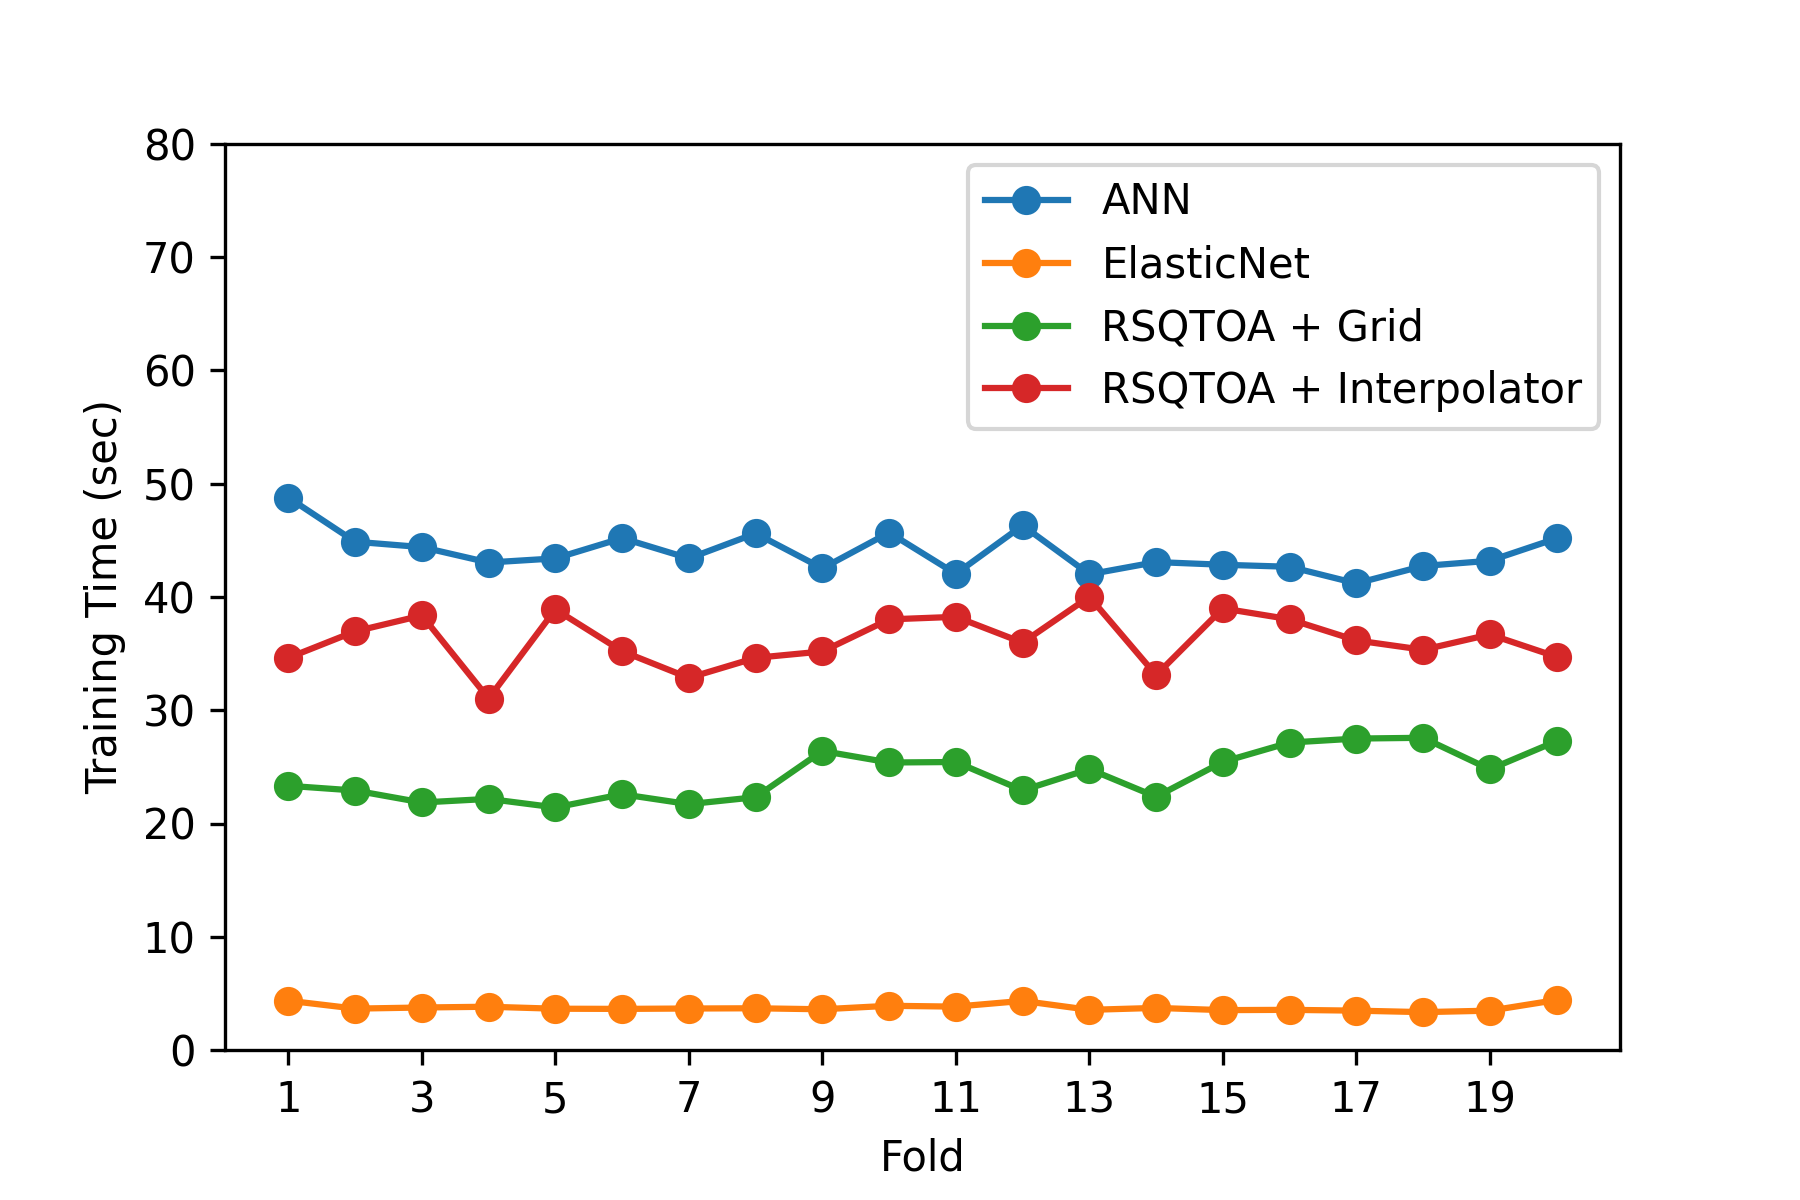 80
70
60
50
40
30
20
10
0
Training Time (sec)
ANN
ElasticNet
RSQTOA + Grid
RSQTOA + Interpolator
1 3 5 7 9 11 13 15 17 19
Fold